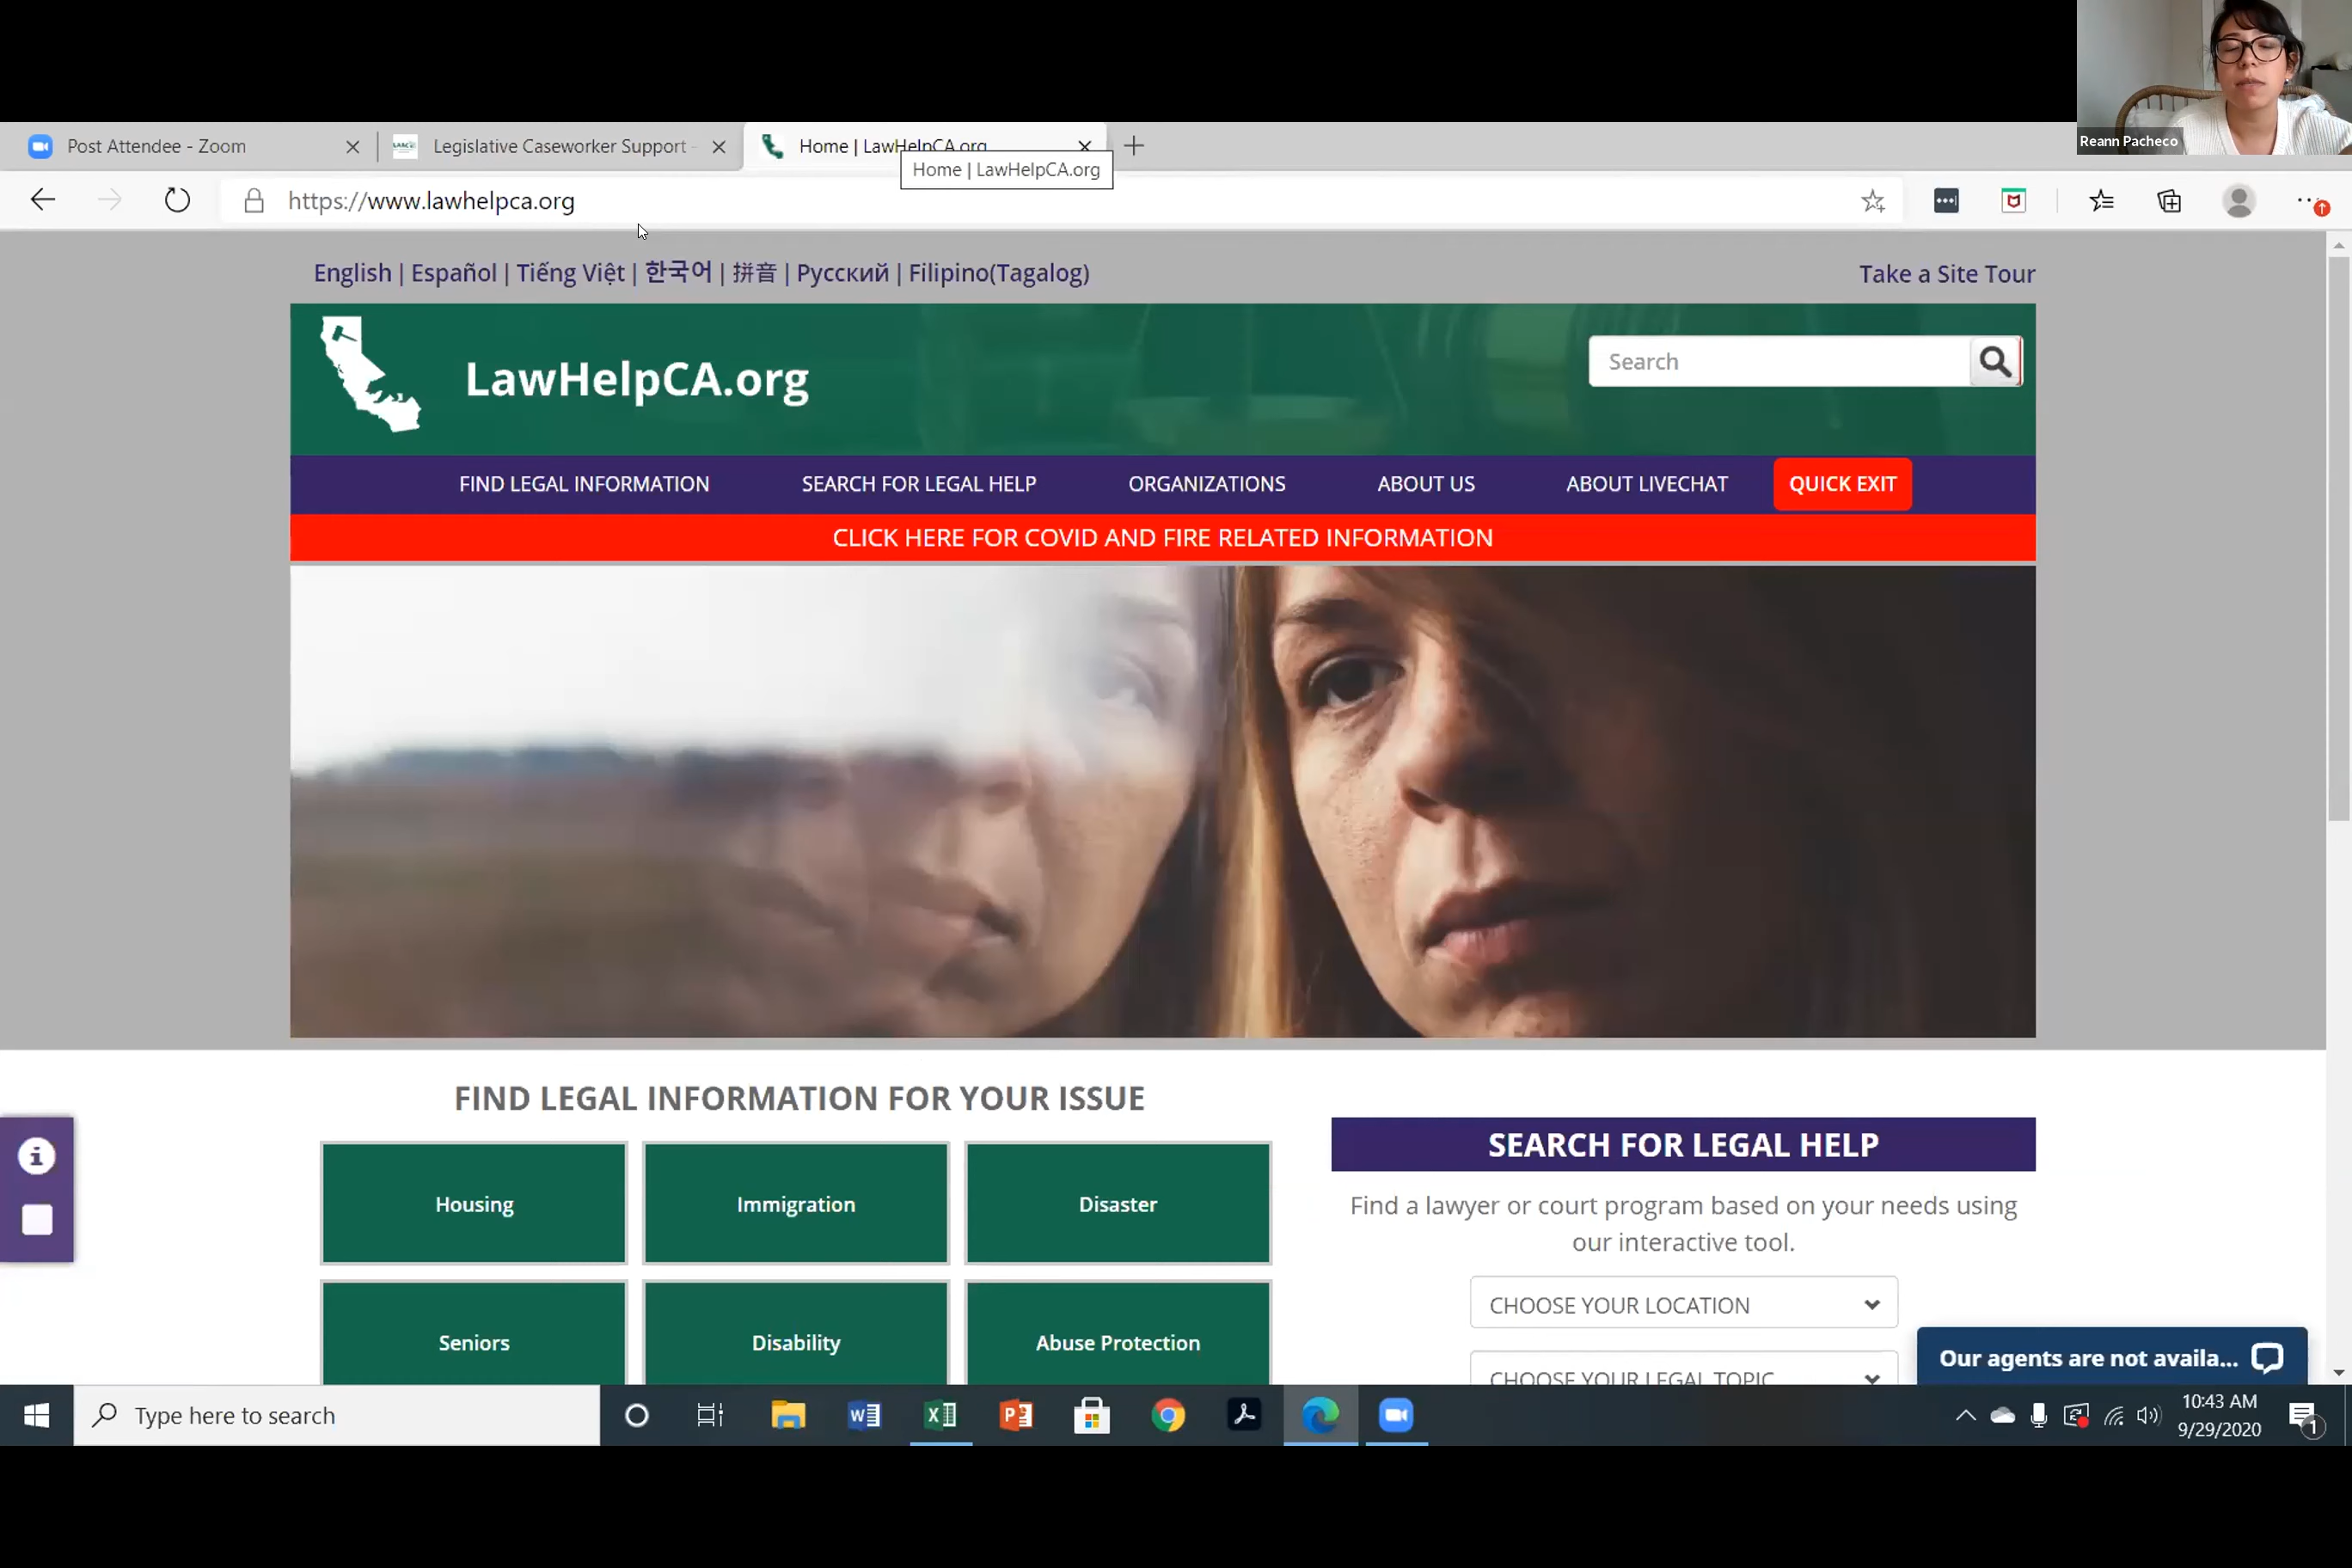 Reann Pacheco
Post Attendee - Zoom
Legislative Caseworker Support -
Home | LawHelpCA.org
Home | LawHelpCA.org
https://www.lawhelpca.org
English | Español | Tiếng Việt | 한국어 | 拼音 | Русский | Filipino(Tagalog)
Take a Site Tour
LawHelpCA.org
Search
FIND LEGAL INFORMATION
SEARCH FOR LEGAL HELP
ORGANIZATIONS
ABOUT US
ABOUT LIVECHAT
QUICK EXIT
CLICK HERE FOR COVID AND FIRE RELATED INFORMATION
FIND LEGAL INFORMATION FOR YOUR ISSUE
Housing
Immigration
Disaster
Seniors
Disability
Abuse Protection
SEARCH FOR LEGAL HELP
Find a lawyer or court program based on your needs using
our interactive tool.
CHOOSE YOUR LOCATION
CHOOSE YOUR LEGAL TOPIC
Our agents are not availa...
Type here to search
10:43 AM
9/29/2020
1